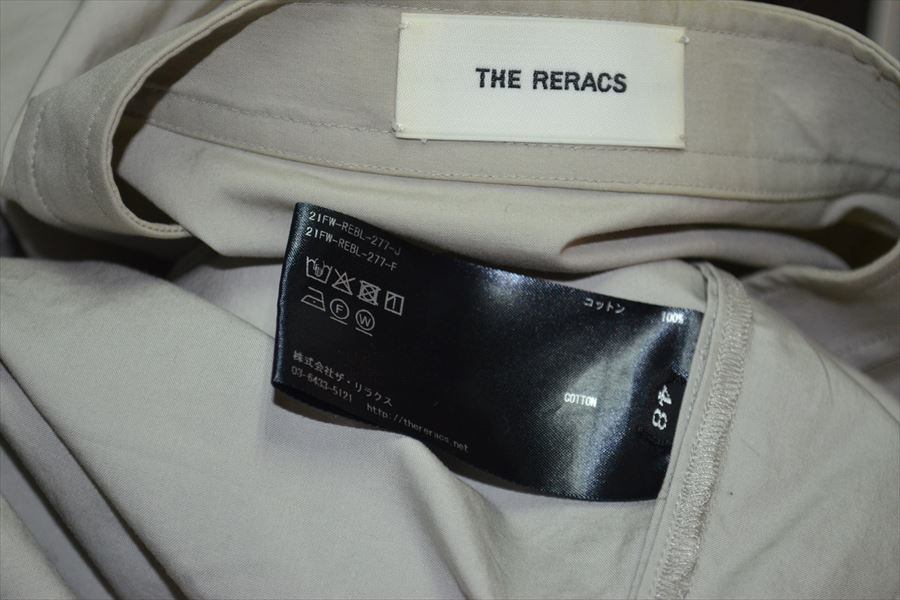 THE RERACS
21FW-REBL-277-J
21FW-REBL-277-F
F W
コットン 100%
COTTON
48
株式会社ザ・リラクス
03-6433-5121 http://thereracs.net